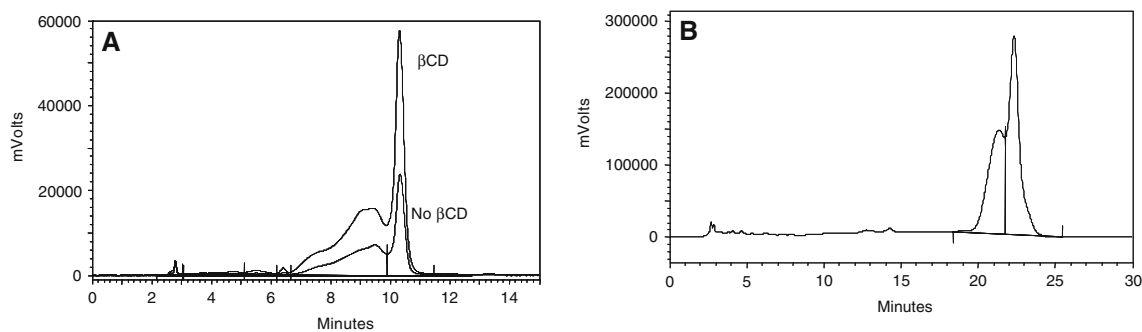 A
60000
40000
20000
0
mVolts
βCD
No βCD
0 2 4 6 8 10 12 14
Minutes
B
300000
200000
100000
0
mVolts
0 5 10 15 20 25 30
Minutes